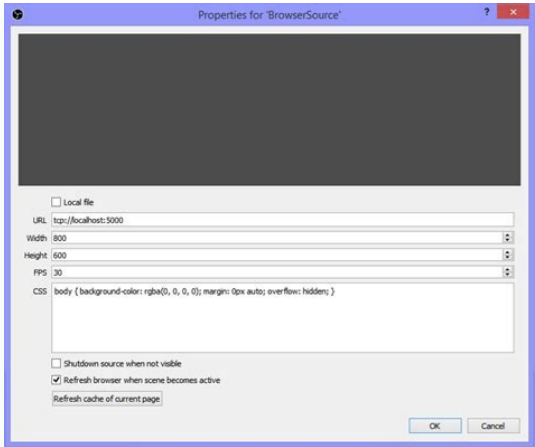 Properties for 'BrowserSource'
?
Local file
URL tcp://localhost:5000
Width 800
Height 600
FPS 30
CSS body { background-color: rgba(0, 0, 0, 0); margin: 0px auto; overflow: hidden; }
Shutdown source when not visible
Refresh browser when scene becomes active
Refresh cache of current page
OK Cancel